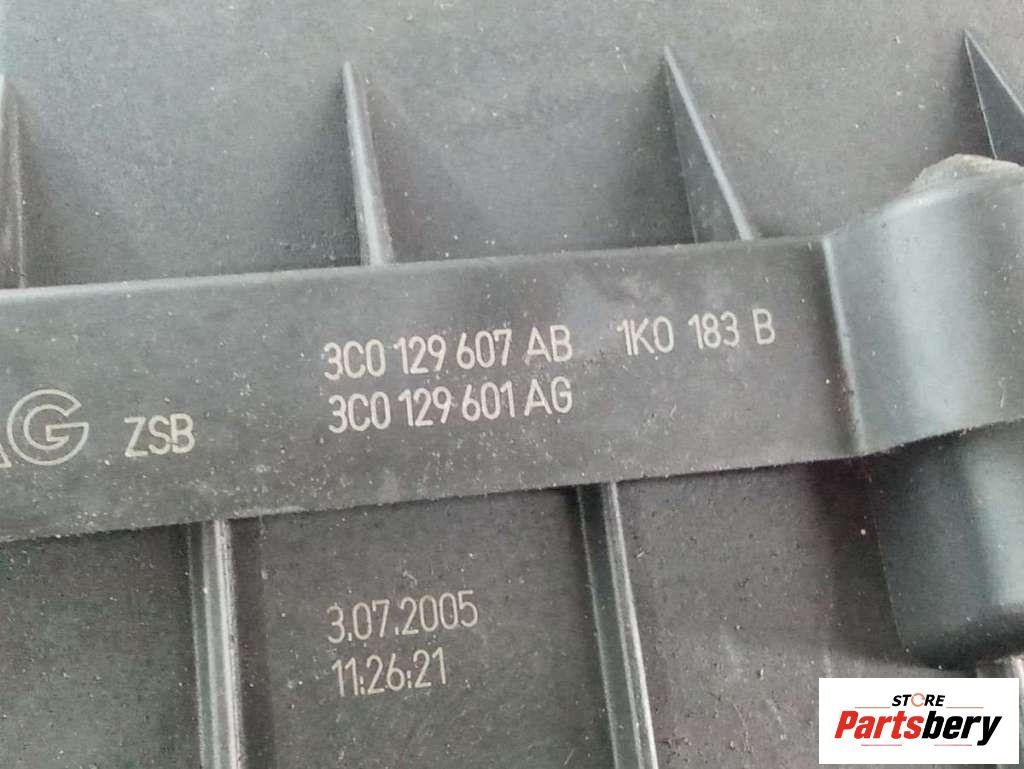 3C0 129 607 AB 1K0 183 B
ZSB 3C0 129 601 AG
3.07.2005
11:26:21
STORE
Partsbery